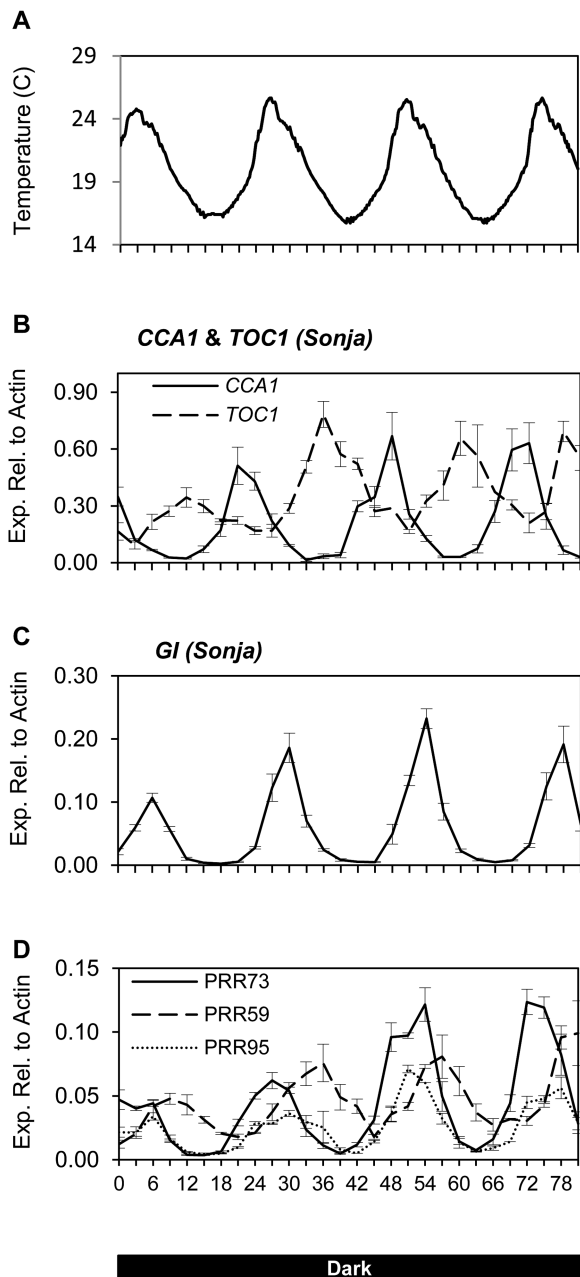 A
Temperature (C)
29
24
19
14
B
CCA1 & TOC1 (Sonja)
Exp. Rel. to Actin
0.90
0.60
0.30
0.00
CCA1
TOC1
C
GI (Sonja)
Exp. Rel. to Actin
0.30
0.20
0.10
0.00
D
Exp. Rel. to Actin
0.15
0.10
0.05
0.00
PRR73
PRR59
PRR95
0 6 12 18 24 30 36 42 48 54 60 66 72 78
Dark